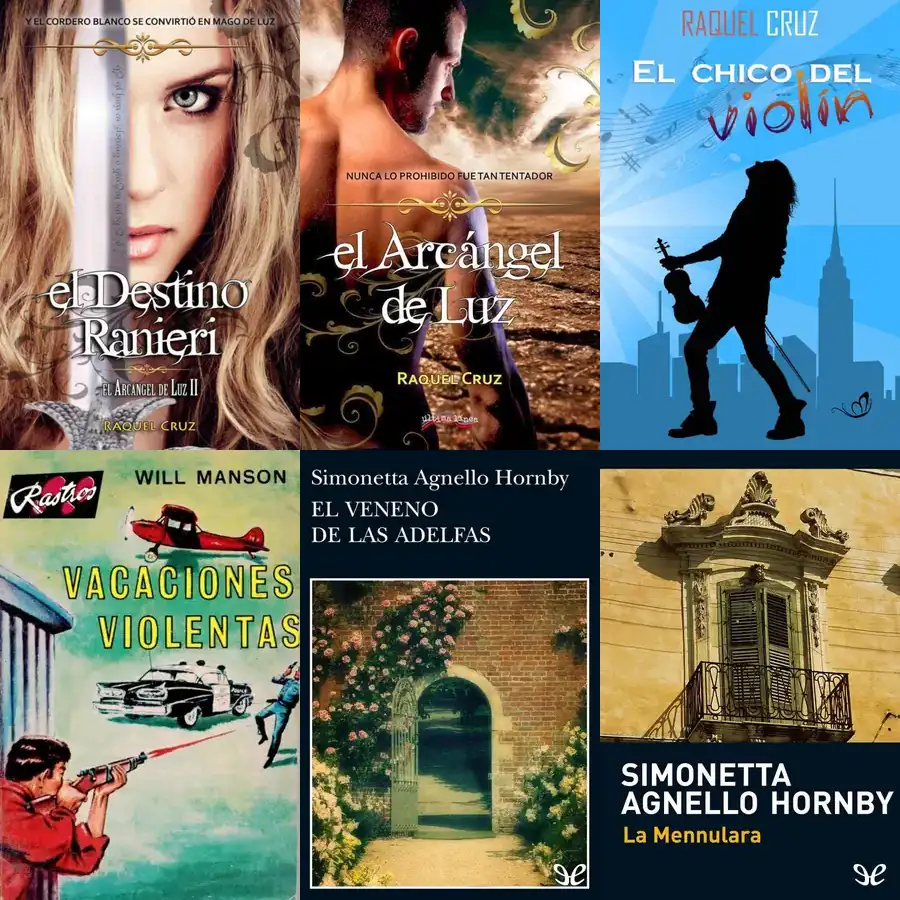 Y EL CORDERO BLANCO SE CONVIRTIÓ EN MAGO DE LUZ
el Destino
Ranieri
EL ARCÁNGEL DE LUZ II
RAQUEL CRUZ
NUNCA LO PROHIBIDO FUE TAN TENTADOR
el Arcángel
de Luz
RAQUEL CRUZ
última línea
RAQUEL CRUZ
EL CHICO DEL
violín
Rastros
WILL MANSON
VACACIONES
VIOLENTAS
Simonetta Agnello Hornby
EL VENENO
DE LAS ADELFAS
SIMONETTA
AGNELLO HORNBY
La Mennulara